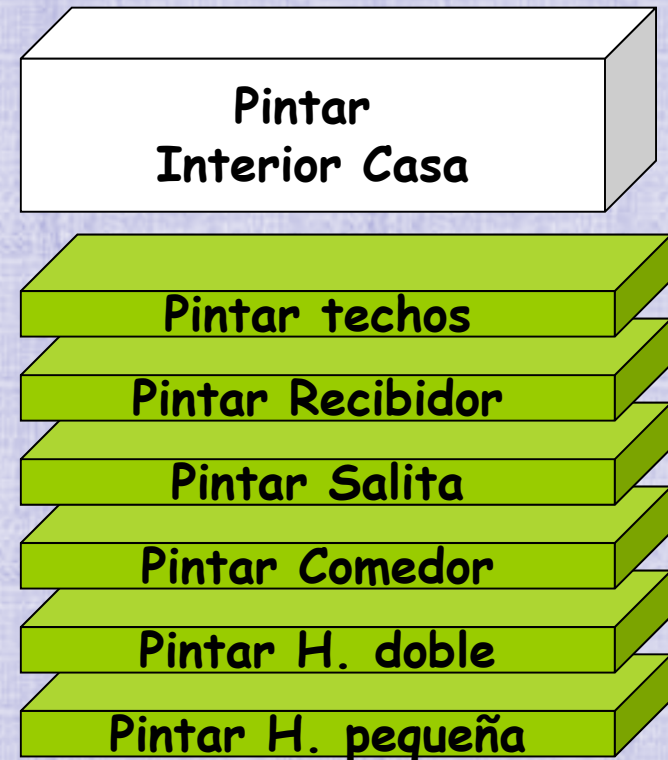 Pintar
Interior Casa
Pintar techos
Pintar Recibidor
Pintar Salita
Pintar Comedor
Pintar H. doble
Pintar H. pequeña